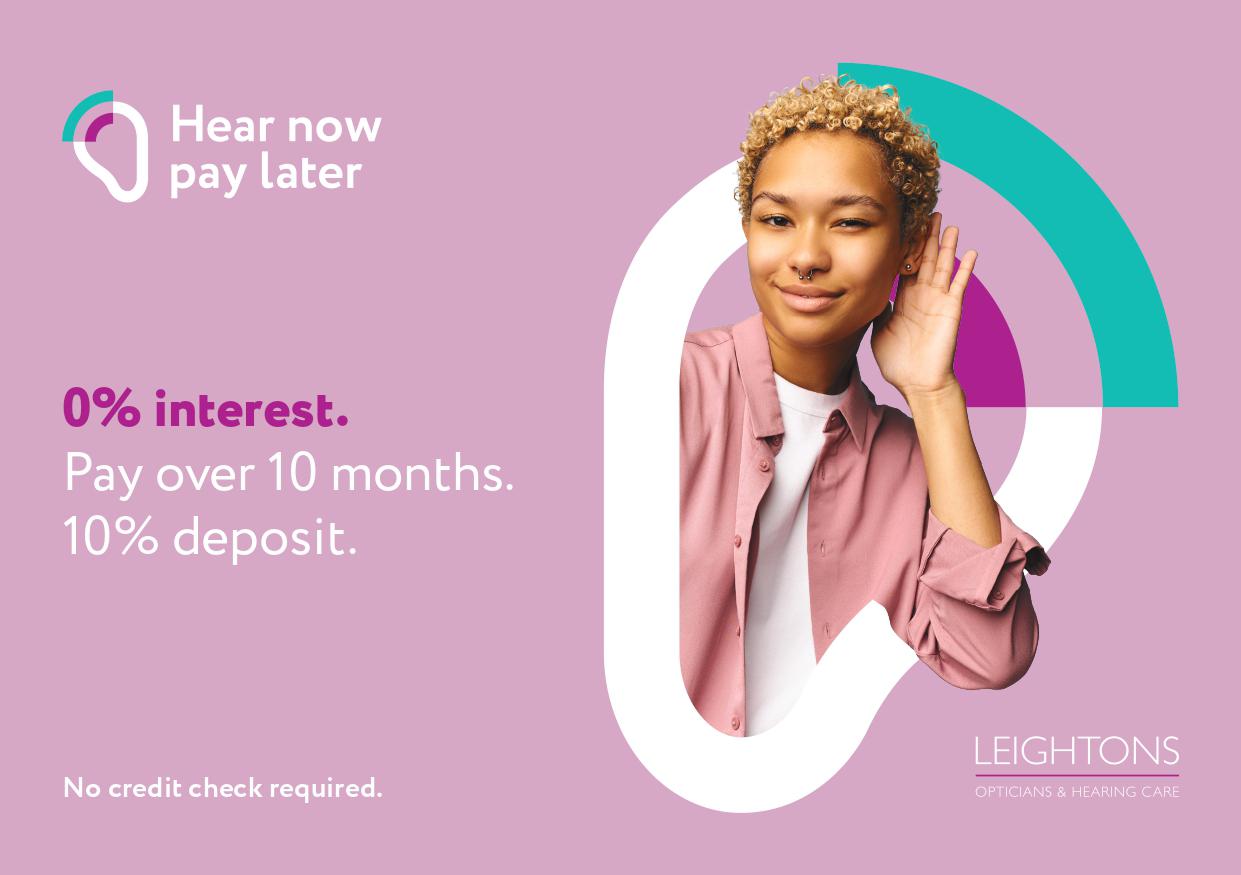 Hear now
pay later
0% interest.
Pay over 10 months.
10% deposit.
No credit check required.
LEIGHTONS
OPTICIANS & HEARING CARE